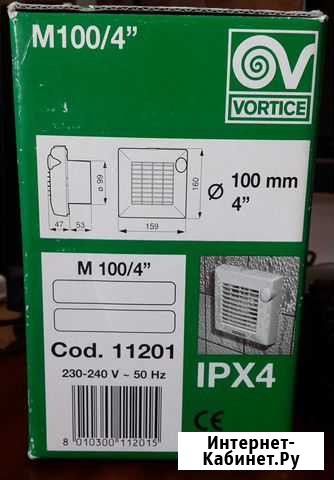 M100/4"
VORTICE
ø 99
47 53
160
159
Ø 100 mm
4"
M 100/4"
Cod. 11201
230-240 V ~ 50 Hz
IPX4
CE
8 010300 112015
Интернет-
Кабинет.Ру